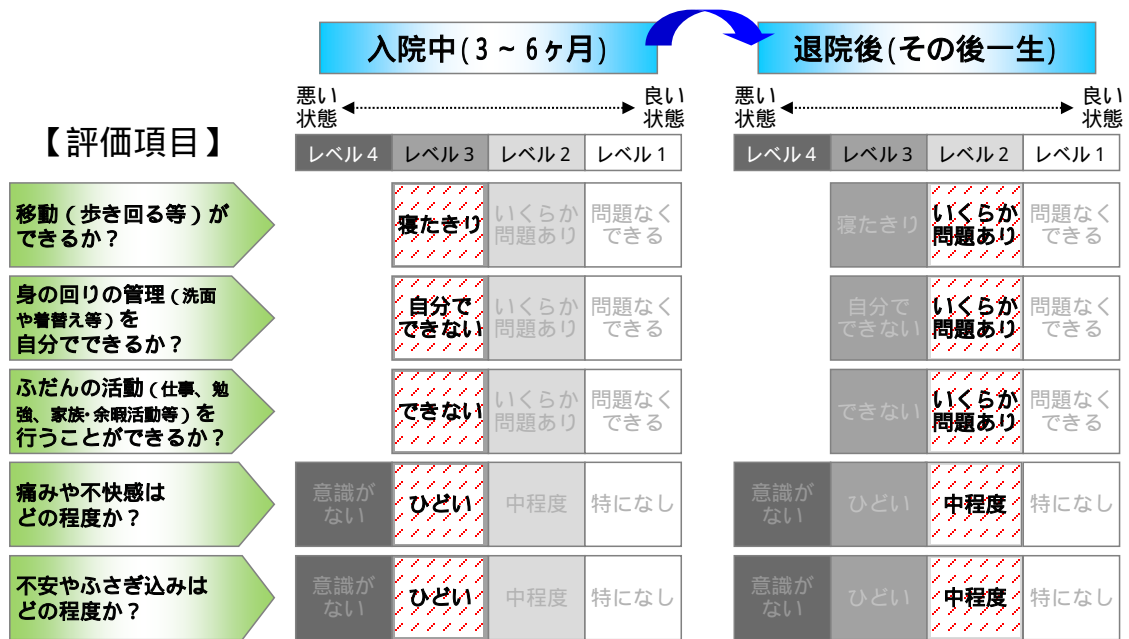 入院中(3～6ヶ月)
退院後(その後一生)
悪い
状態
良い
状態
悪い
状態
良い
状態
【評価項目】
レベル4 レベル3 レベル2 レベル1
レベル4 レベル3 レベル2 レベル1
移動(歩き回る等)が
できるか？
寝たきり
いくらか
問題あり
問題なく
できる
寝たきり
いくらか
問題あり
問題なく
できる
身の回りの管理(洗面
や着替え等)を
自分でできるか？
自分で
できない
いくらか
問題あり
問題なく
できる
自分で
できない
いくらか
問題あり
問題なく
できる
ふだんの活動(仕事、勉
強、家族・余暇活動等)を
行うことができるか？
できない
いくらか
問題あり
問題なく
できる
できない
いくらか
問題あり
問題なく
できる
痛みや不快感は
どの程度か？
意識が
ない
ひどい
中程度
特になし
意識が
ない
ひどい
中程度
特になし
不安やふさぎ込みは
どの程度か？
意識が
ない
ひどい
中程度
特になし
意識が
ない
ひどい
中程度
特になし